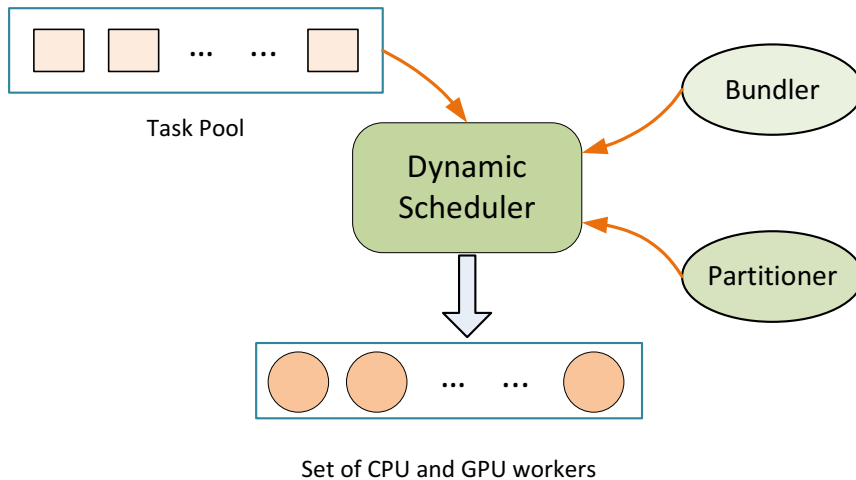 ... ...
Task Pool
Bundler
Dynamic
Scheduler
Partitioner
... ...
Set of CPU and GPU workers